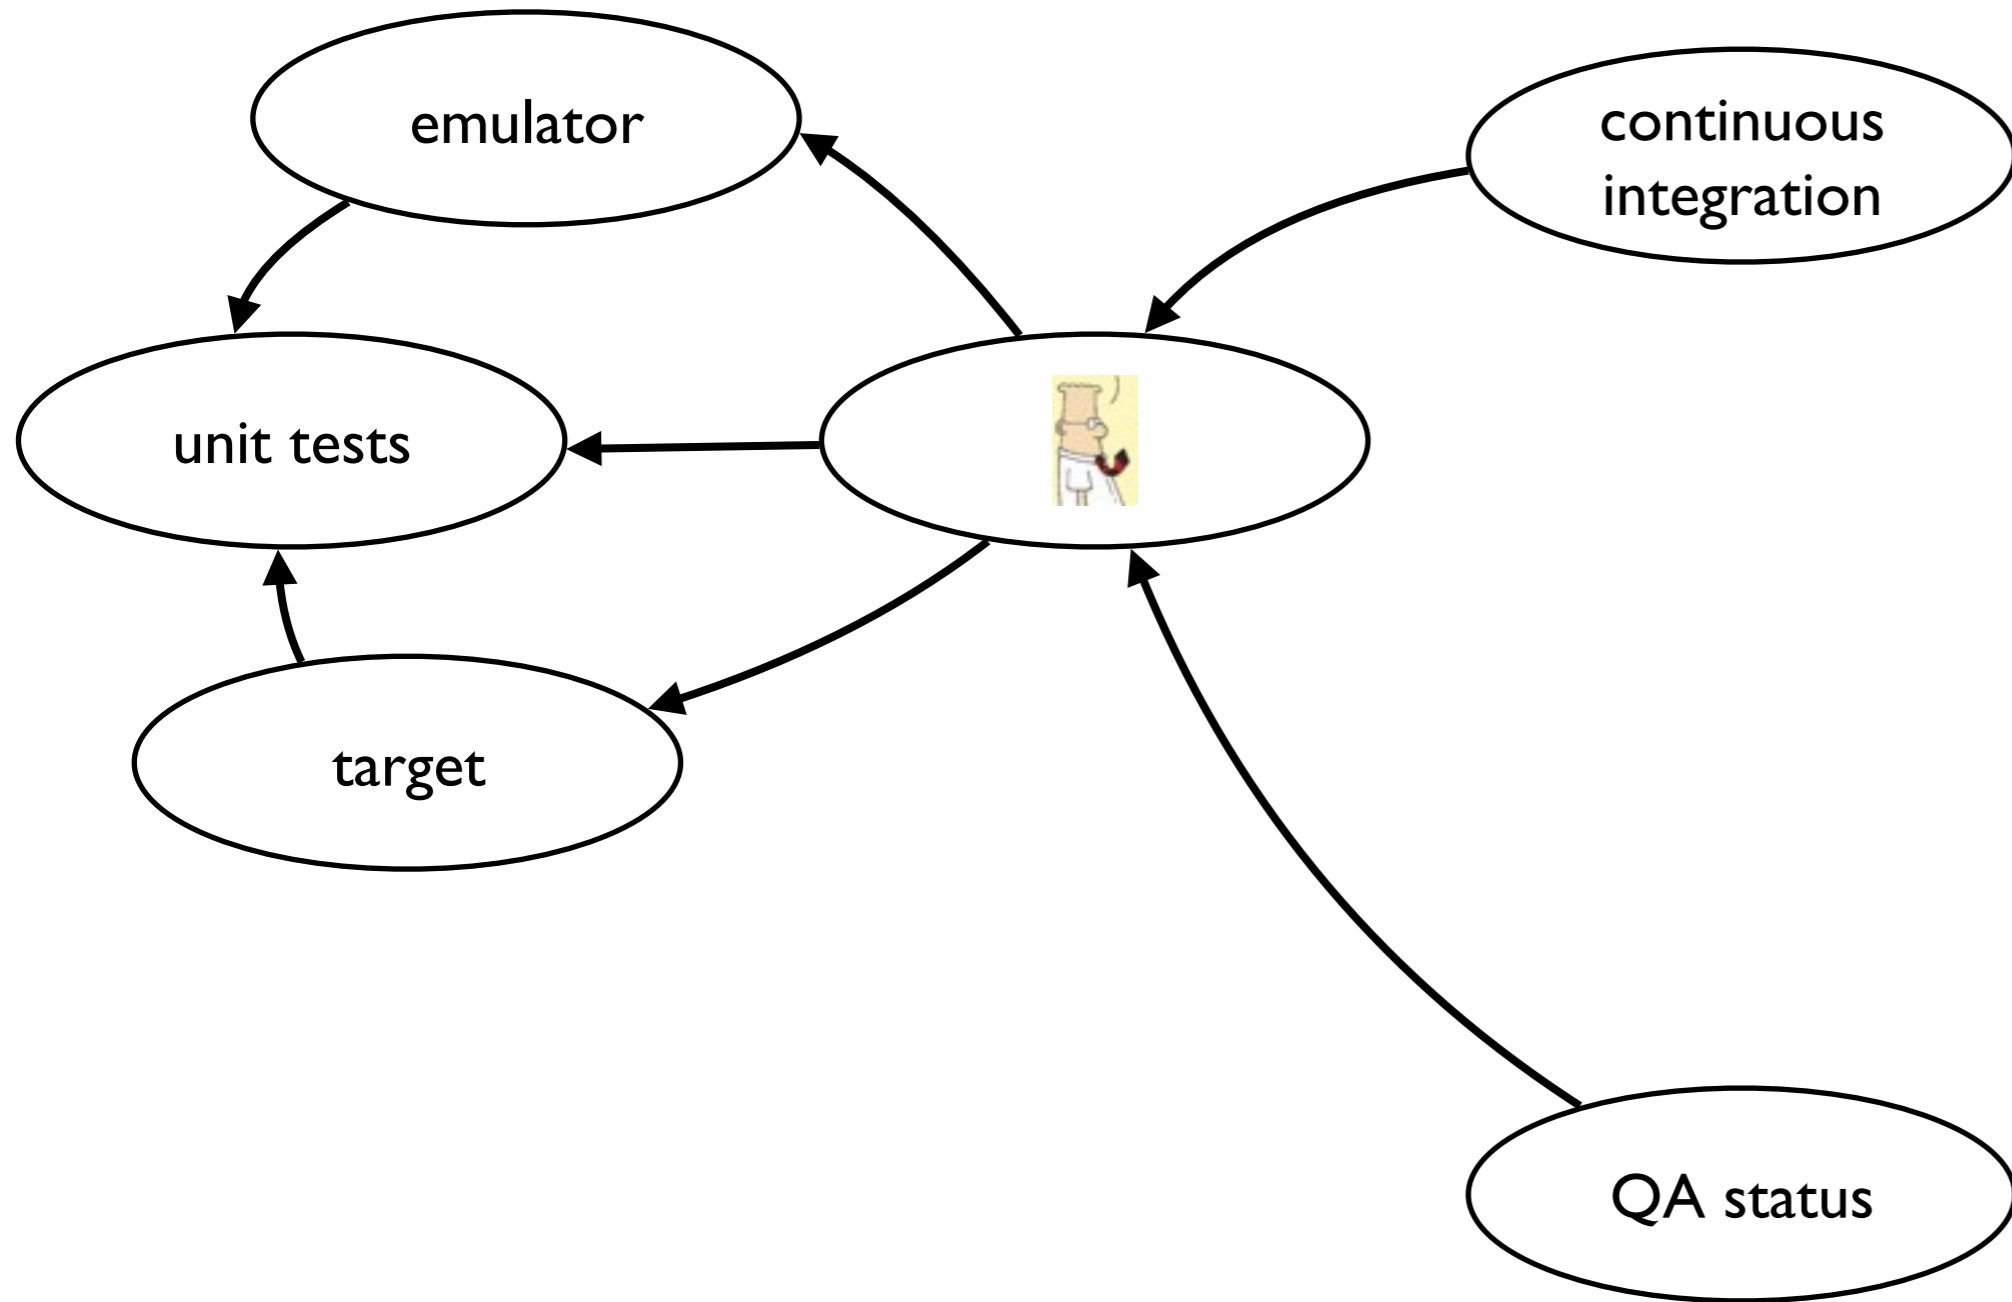 emulator
continuous
integration
unit tests
target
QA status